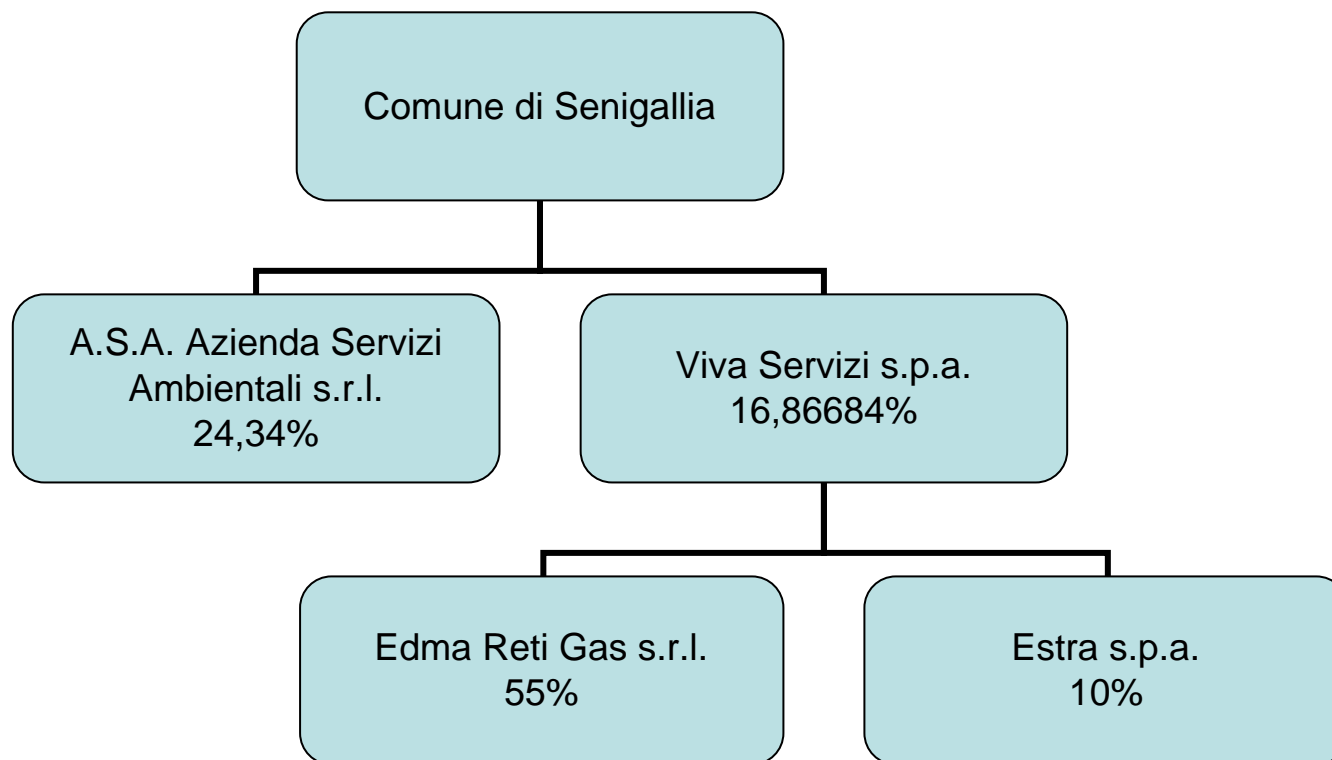 Comune di Senigallia
A.S.A. Azienda Servizi
Ambientali s.r.l.
24,34%
Viva Servizi s.p.a.
16,86684%
Edma Reti Gas s.r.l.
55%
Estra s.p.a.
10%